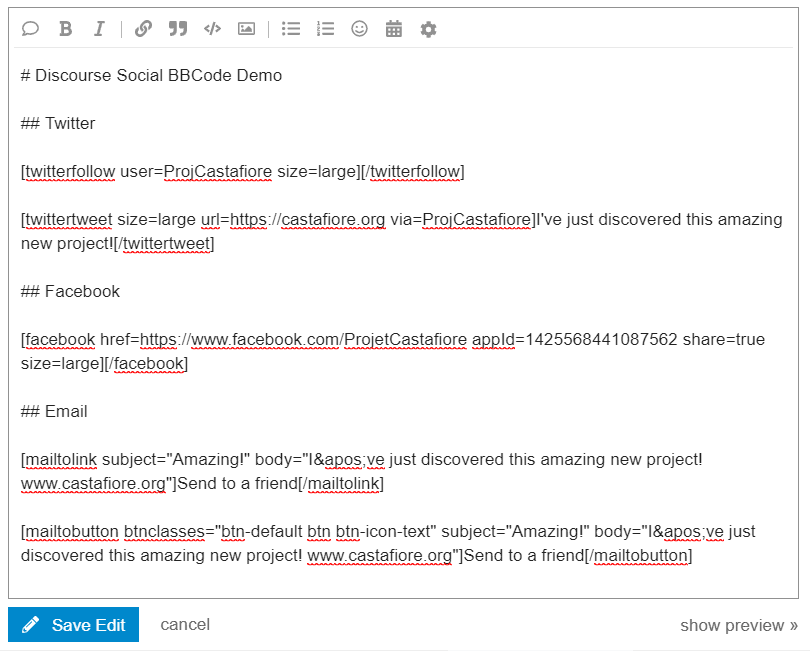 # Discourse Social BBCode Demo
## Twitter
[twitterfollow user=ProjCastafiore size=large][/twitterfollow]
[twittertweet size=large url=https://castafiore.org via=ProjCastafiore]I've just discovered this amazing
new project![/twittertweet]
## Facebook
[facebook href=https://www.facebook.com/ProjetCastafiore appId=1425568441087562 share=true
size=large][/facebook]
## Email
[mailtolink subject="Amazing!" body="I&apos;ve just discovered this amazing new project!
www.castafiore.org"]Send to a friend[/mailtolink]
[mailtobutton btnclasses="btn-default btn btn-icon-text" subject="Amazing!" body="I&apos;ve just
discovered this amazing new project! www.castafiore.org"]Send to a friend[/mailtobutton]
Save Edit cancel show preview »